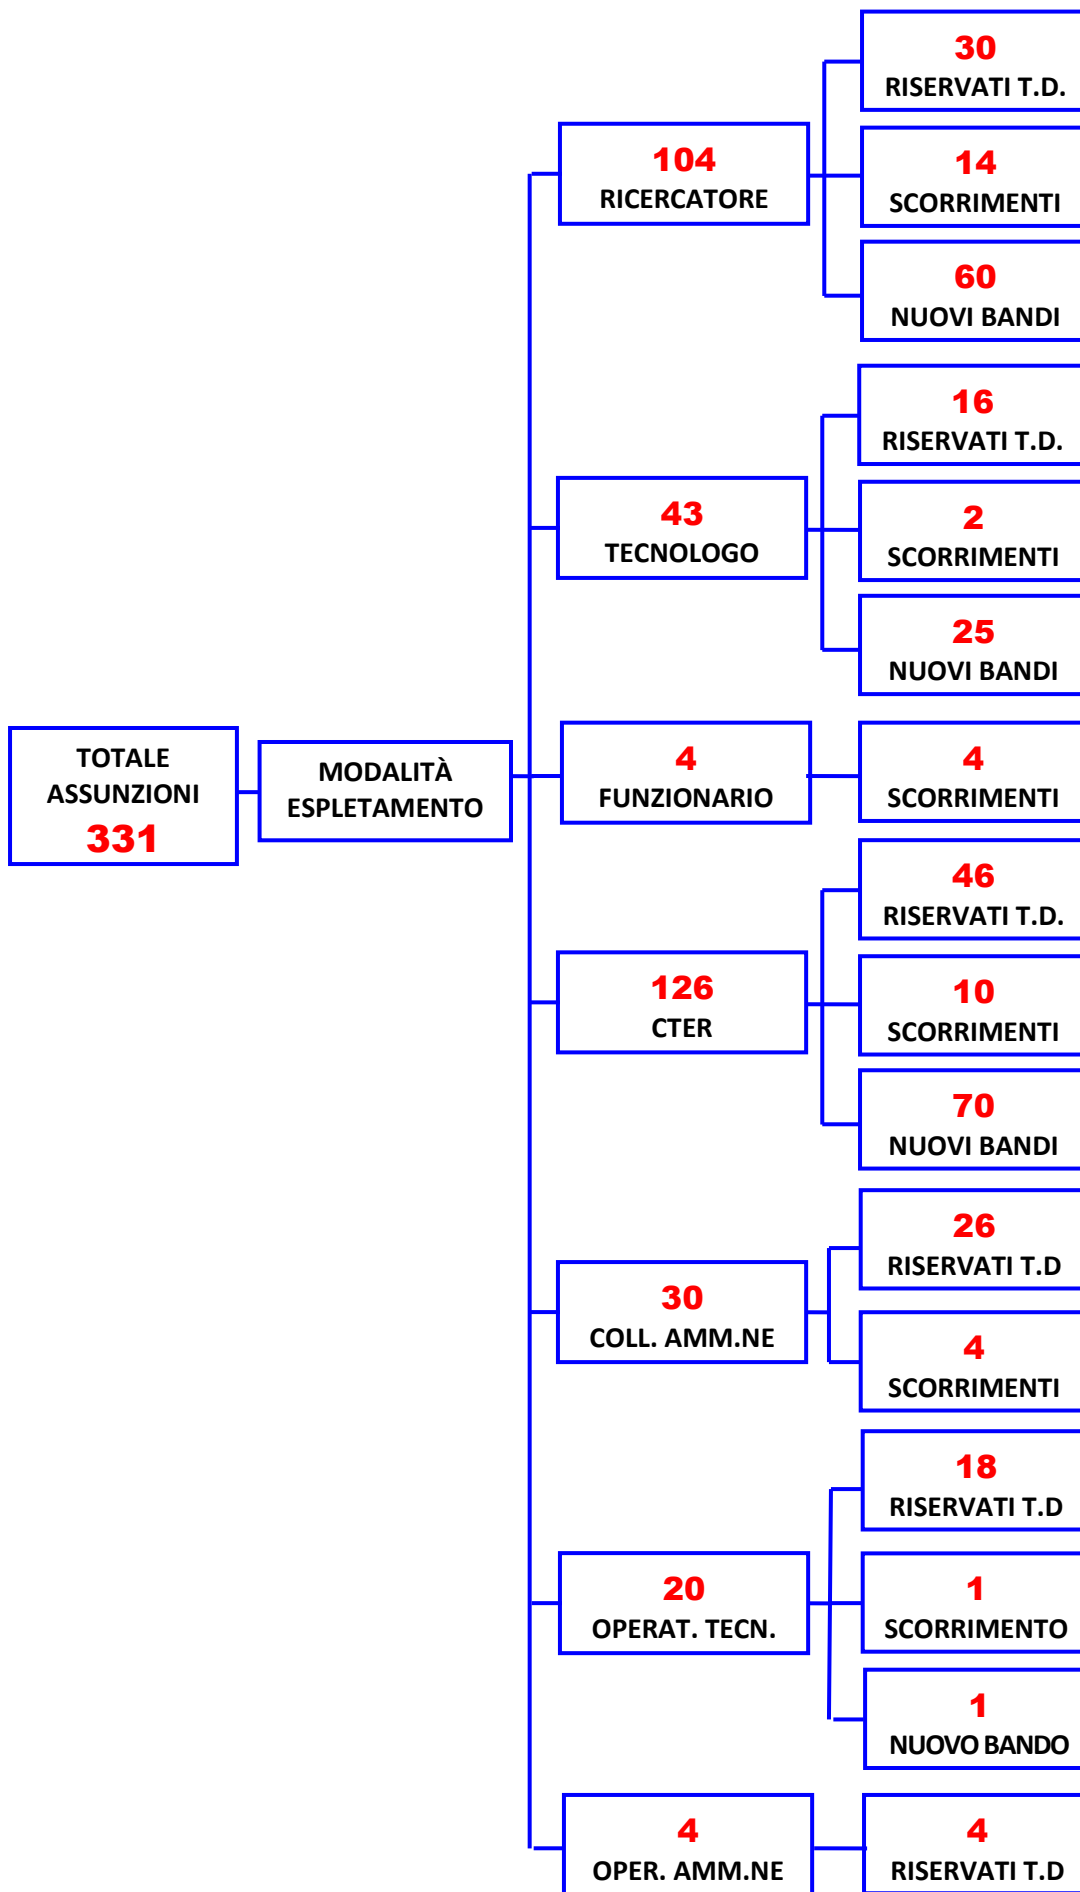 TOTALE
ASSUNZIONI
331
MODALITÀ
ESPLETAMENTO
104
RICERCATORE
30
RISERVATI T.D.
14
SCORRIMENTI
60
NUOVI BANDI
43
TECNOLOGO
16
RISERVATI T.D.
2
SCORRIMENTI
25
NUOVI BANDI
4
FUNZIONARIO
4
SCORRIMENTI
126
CTER
46
RISERVATI T.D.
10
SCORRIMENTI
70
NUOVI BANDI
30
COLL. AMM.NE
26
RISERVATI T.D
4
SCORRIMENTI
20
OPERAT. TECN.
18
RISERVATI T.D
1
SCORRIMENTO
1
NUOVO BANDO
4
OPER. AMM.NE
4
RISERVATI T.D